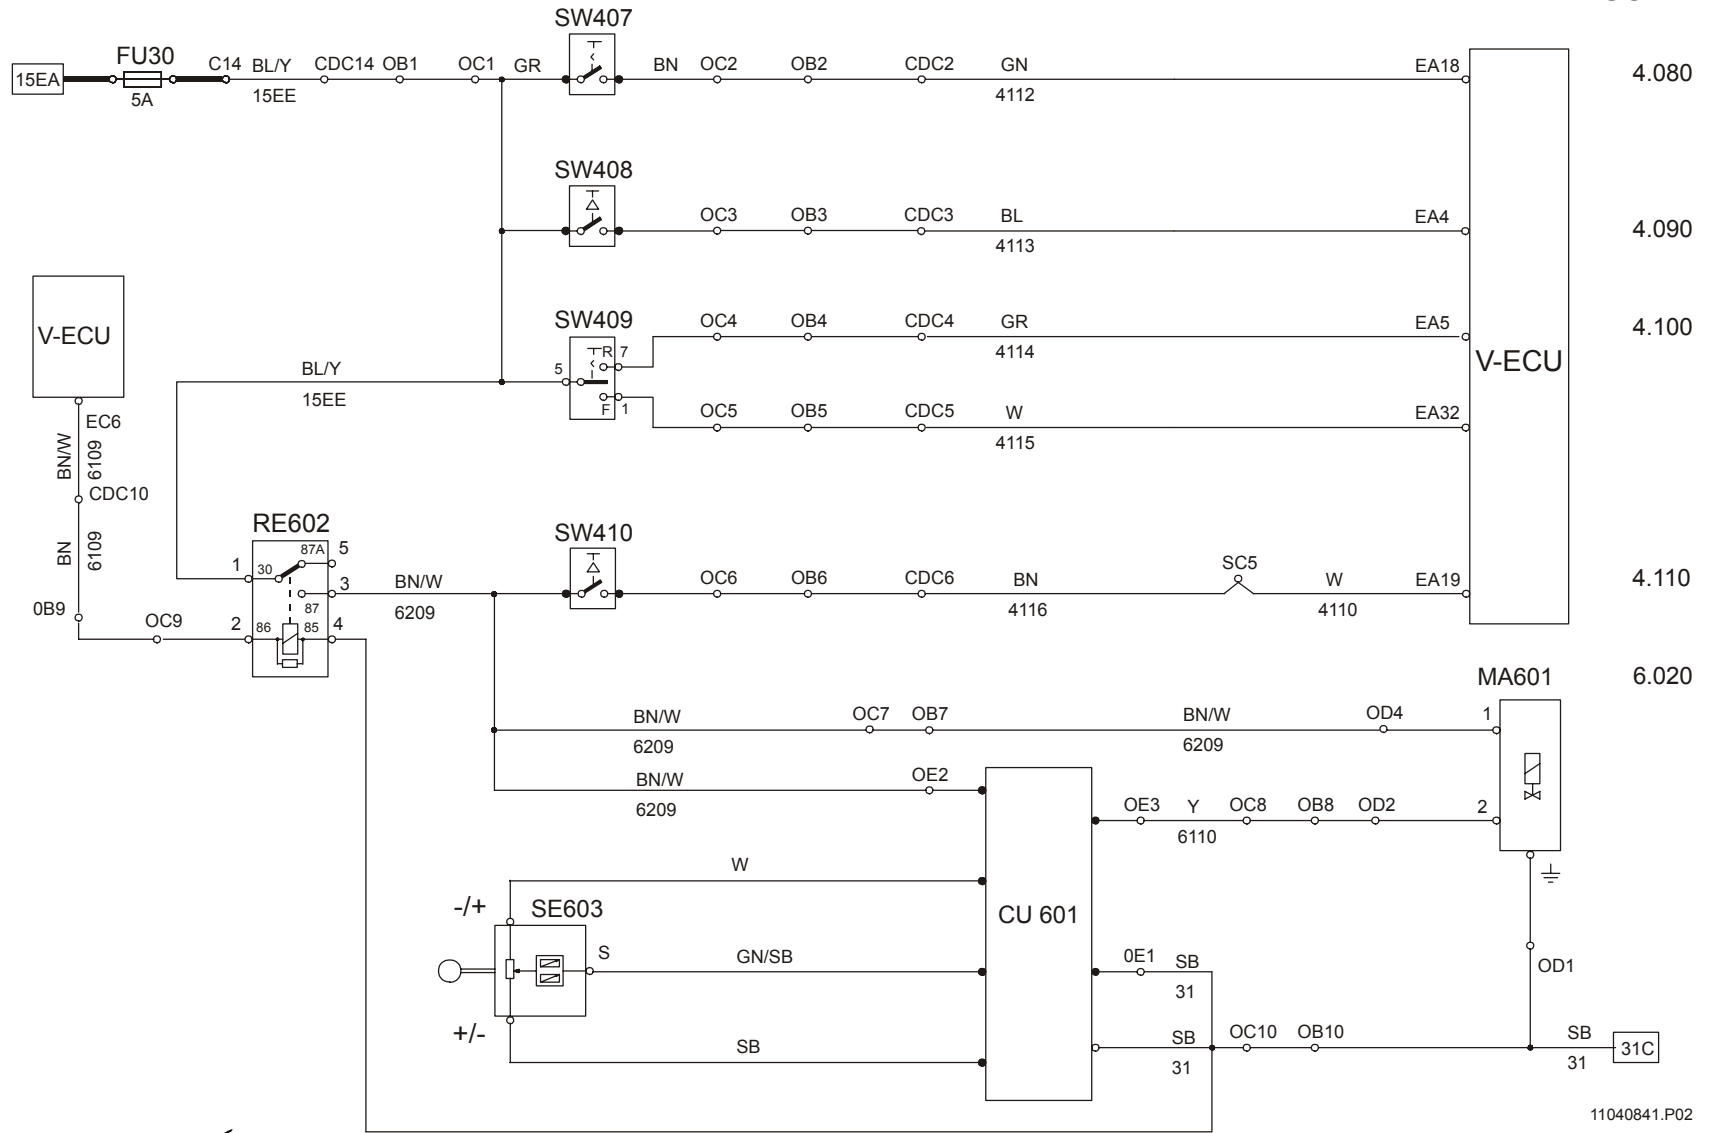 SW407
FU30
15EA
5A
C14
BL/Y
15EE
CDC14
OB1
OC1
GR
BN
OC2
OB2
CDC2
GN
4112
EA18
4.080
SW408
OC3
OB3
CDC3
BL
4113
EA4
4.090
V-ECU
SW409
R
7
5
F
1
OC4
OB4
CDC4
GR
4114
EA5
4.100
V-ECU
BL/Y
15EE
OC5
OB5
CDC5
W
4115
EA32
EC6
BN/W
6109
CDC10
BN
6109
0B9
OC9
RE602
87A
5
1
30
3
87
2
86
85
4
BN/W
6209
SW410
OC6
OB6
CDC6
BN
4116
SC5
W
4110
EA19
4.110
MA601
6.020
BN/W
6209
OC7
OB7
BN/W
6209
OD4
1
BN/W
6209
OE2
OE3
Y
6110
OC8
OB8
OD2
2
CU 601
W
-/+
SE603
S
GN/SB
+/-
SB
0E1
SB
31
OD1
SB
31
OC10
OB10
SB
31
31C
11040841.P02